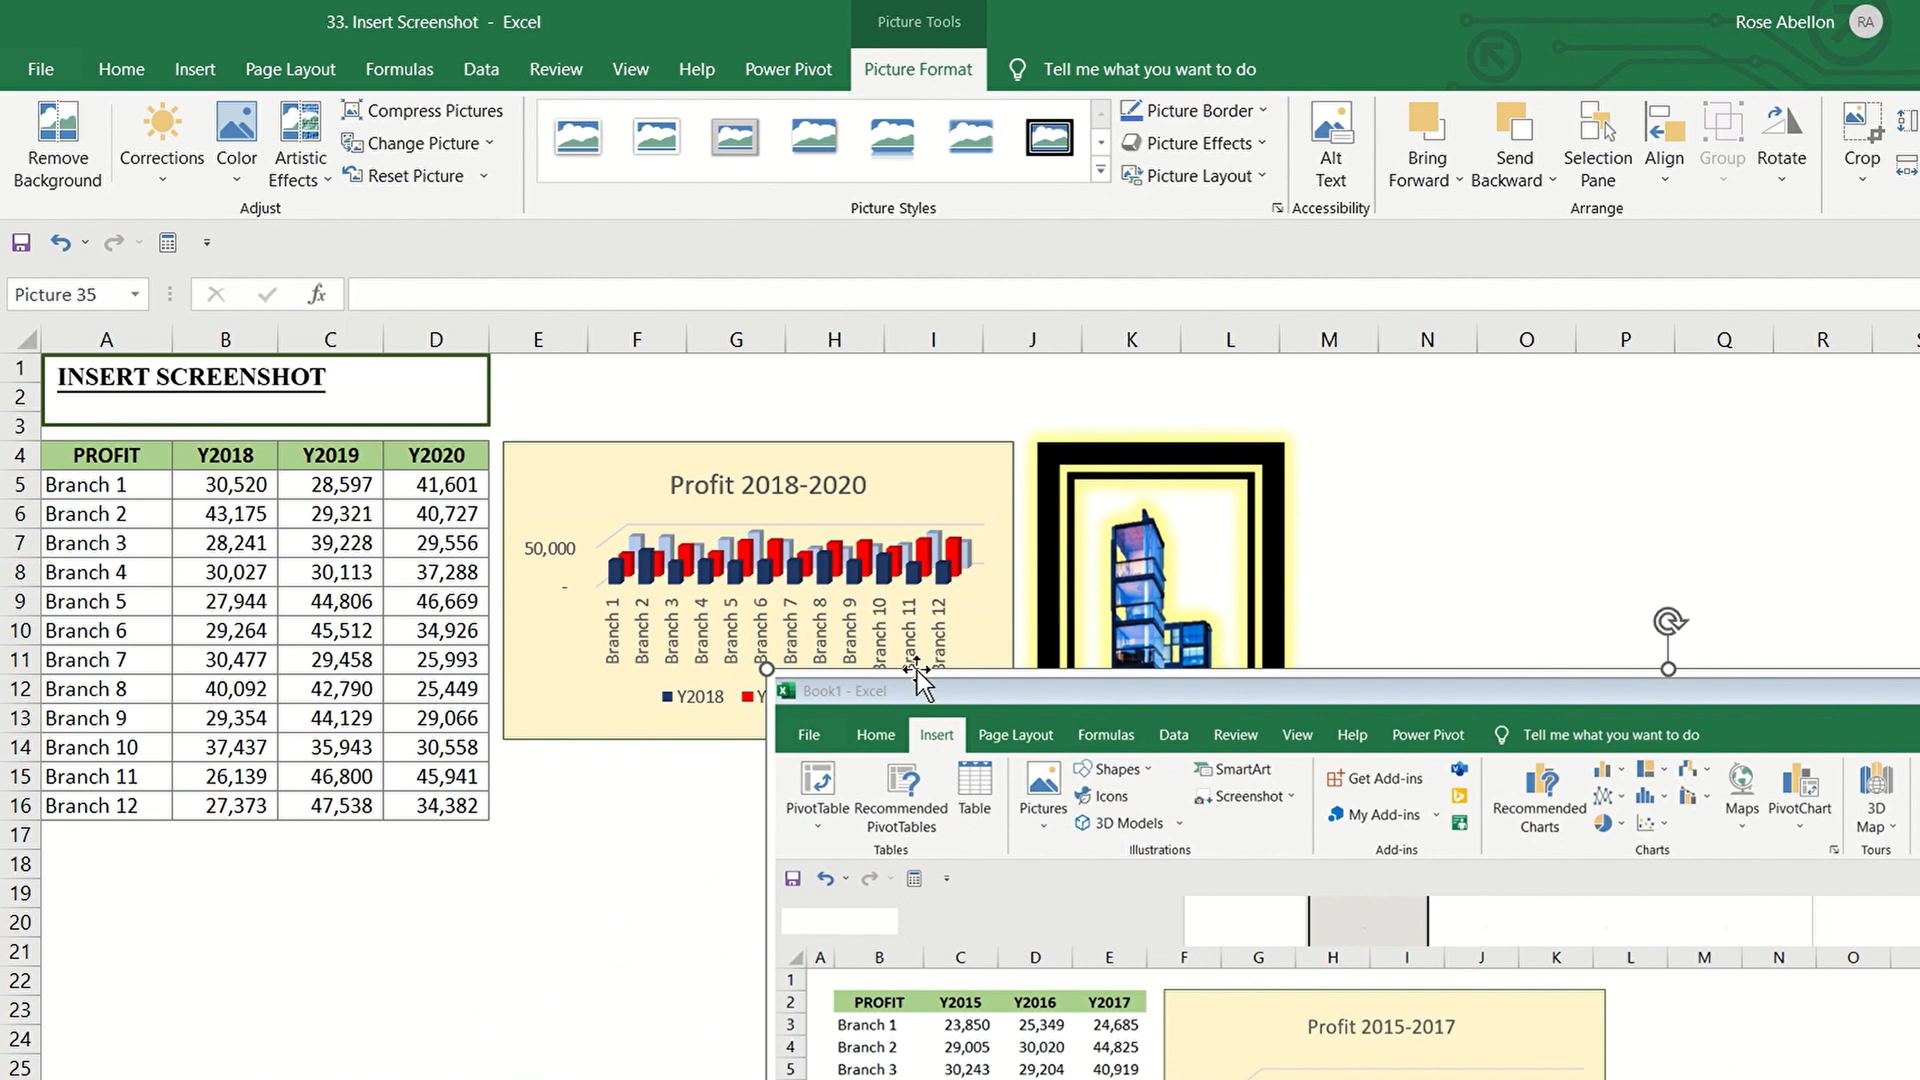 33. Insert Screenshot - Excel
Picture Tools
Rose Abellon
RA
File Home Insert Page Layout Formulas Data Review View Help Power Pivot Picture Format Tell me what you want to do
Remove Background
Corrections
Color
Artistic Effects
Compress Pictures
Change Picture
Reset Picture
Adjust
Picture Styles
Picture Border
Picture Effects
Picture Layout
Alt Text
Accessibility
Bring Forward
Send Backward
Selection Pane
Align
Group
Rotate
Arrange
Crop
Picture 35
fx
A B C D E F G H I J K L M N O P Q R
1
INSERT SCREENSHOT
2
3
4 PROFIT Y2018 Y2019 Y2020
5 Branch 1 30,520 28,597 41,601
6 Branch 2 43,175 29,321 40,727
7 Branch 3 28,241 39,228 29,556
8 Branch 4 30,027 30,113 37,288
9 Branch 5 27,944 44,806 46,669
10 Branch 6 29,264 45,512 34,926
11 Branch 7 30,477 29,458 25,993
12 Branch 8 40,092 42,790 25,449
13 Branch 9 29,354 44,129 29,066
14 Branch 10 37,437 35,943 30,558
15 Branch 11 26,139 46,800 45,941
16 Branch 12 27,373 47,538 34,382
17
18
19
20
21
22
23
24
25
Profit 2018-2020
50,000
-
Branch 1
Branch 2
Branch 3
Branch 4
Branch 5
Branch 6
Branch 7
Branch 8
Branch 9
Branch 10
Branch 11
Branch 12
Y2018 Y
Book1 - Excel
File Home Insert Page Layout Formulas Data Review View Help Power Pivot Tell me what you want to do
PivotTable
Recommended PivotTables
Table
Tables
Pictures
Shapes
Icons
3D Models
SmartArt
Screenshot
Illustrations
Get Add-ins
My Add-ins
Add-ins
Recommended Charts
Maps
PivotChart
Charts
3D Map
Tours
A B C D E F G H I J K L M N O
1
2 PROFIT Y2015 Y2016 Y2017
3 Branch 1 23,850 25,349 24,685
4 Branch 2 29,005 30,020 44,825
5 Branch 3 30,243 29,204 40,919
Profit 2015-2017